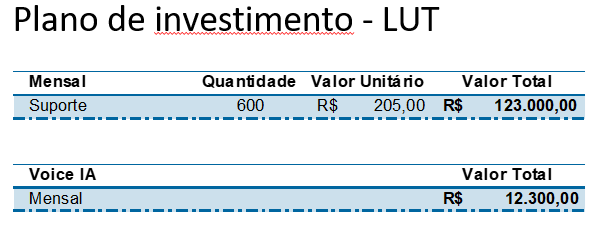 Plano de investimento - LUT
Mensal Quantidade Valor Unitário Valor Total
Suporte 600 R$ 205,00 R$ 123.000,00
Voice IA Valor Total
Mensal R$ 12.300,00